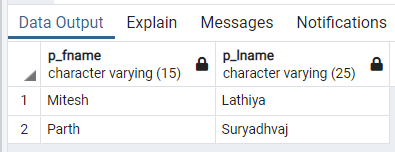 Data Output Explain Messages Notifications
p_fname p_lname
character varying (15) character varying (25)
1 Mitesh Lathiya
2 Parth Suryadhvaj